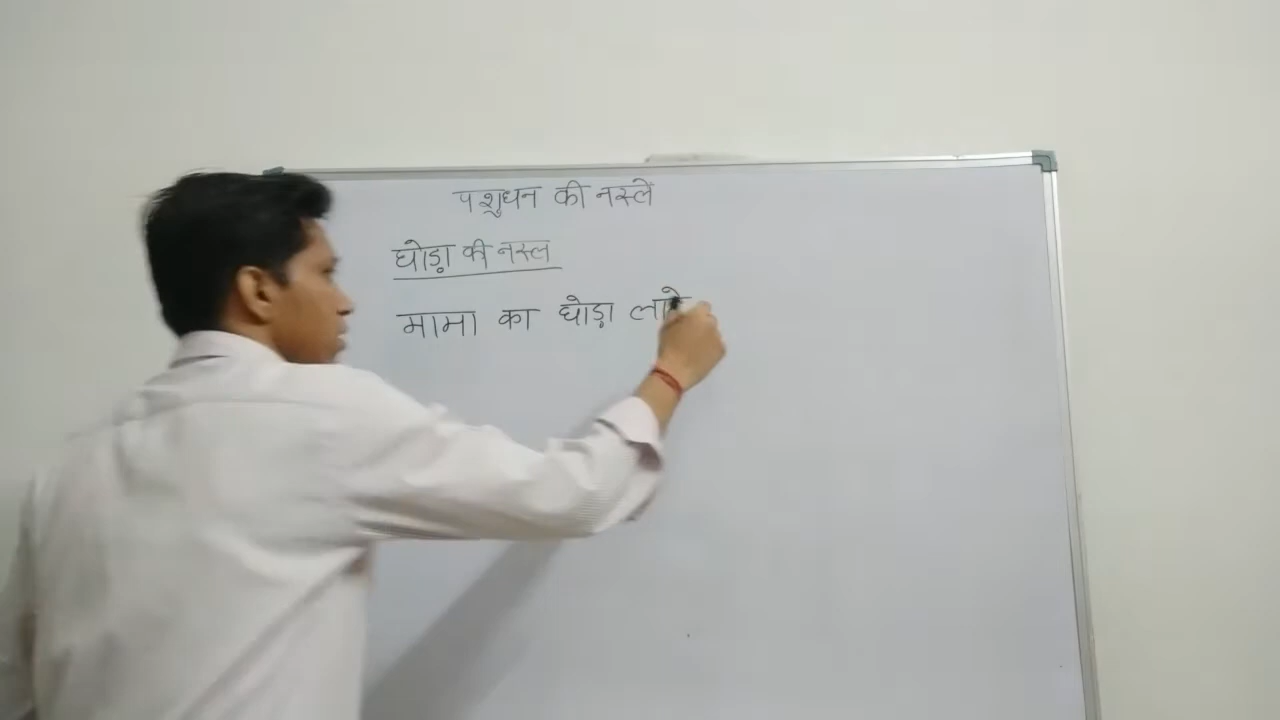 पशुधन की नस्लें
घोड़ा की नस्ल
मामा का घोड़ा